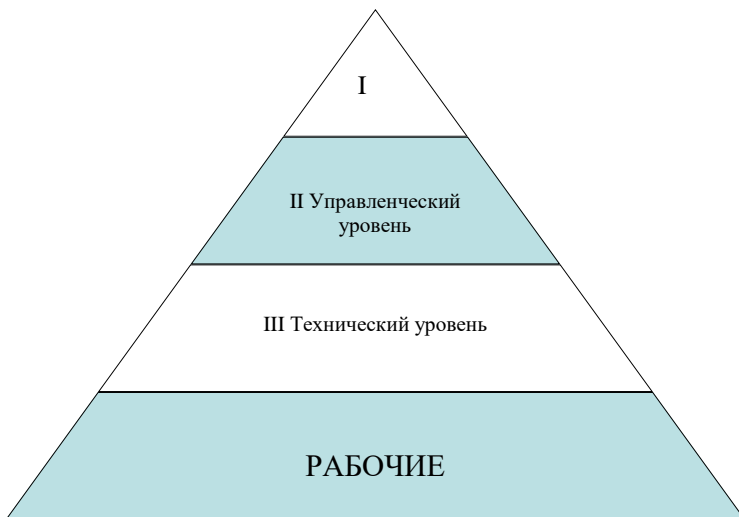 I
II Управленческий
уровень
III Технический уровень
РАБОЧИЕ